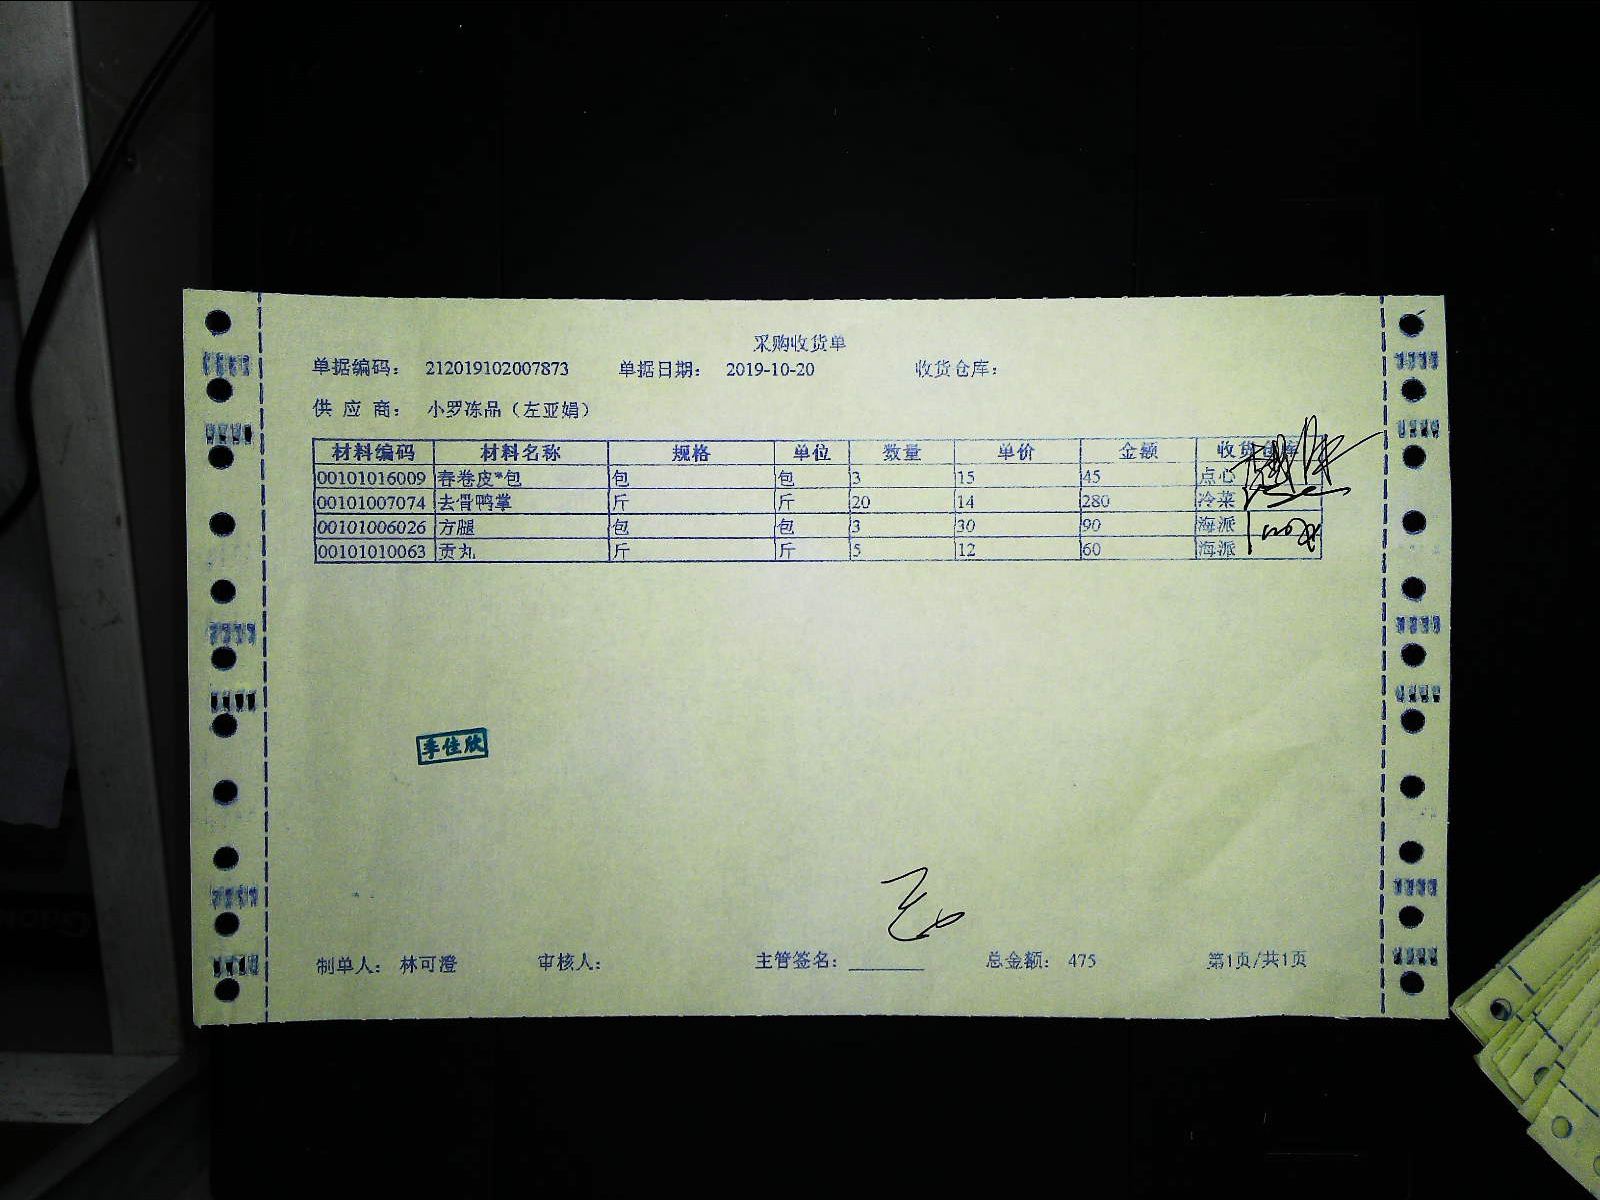 采购收货单
单据编码: 212019102007873 单据日期: 2019-10-20 收货仓库:
供 应 商: 小罗冻品（左亚娟）
材料编码 材料名称 规格 单位 数量 单价 金额 收货仓库
00101016009 春卷皮*包 包 包 3 15 45 点心
00101007074 去骨鸭掌 斤 斤 20 14 280 冷菜
00101006026 方腿 包 包 3 30 90 海派
00101010063 贡丸 斤 斤 5 12 60 海派
季佳欣
制单人: 林可澄 审核人: 主管签名: 总金额: 475 第1页/共1页